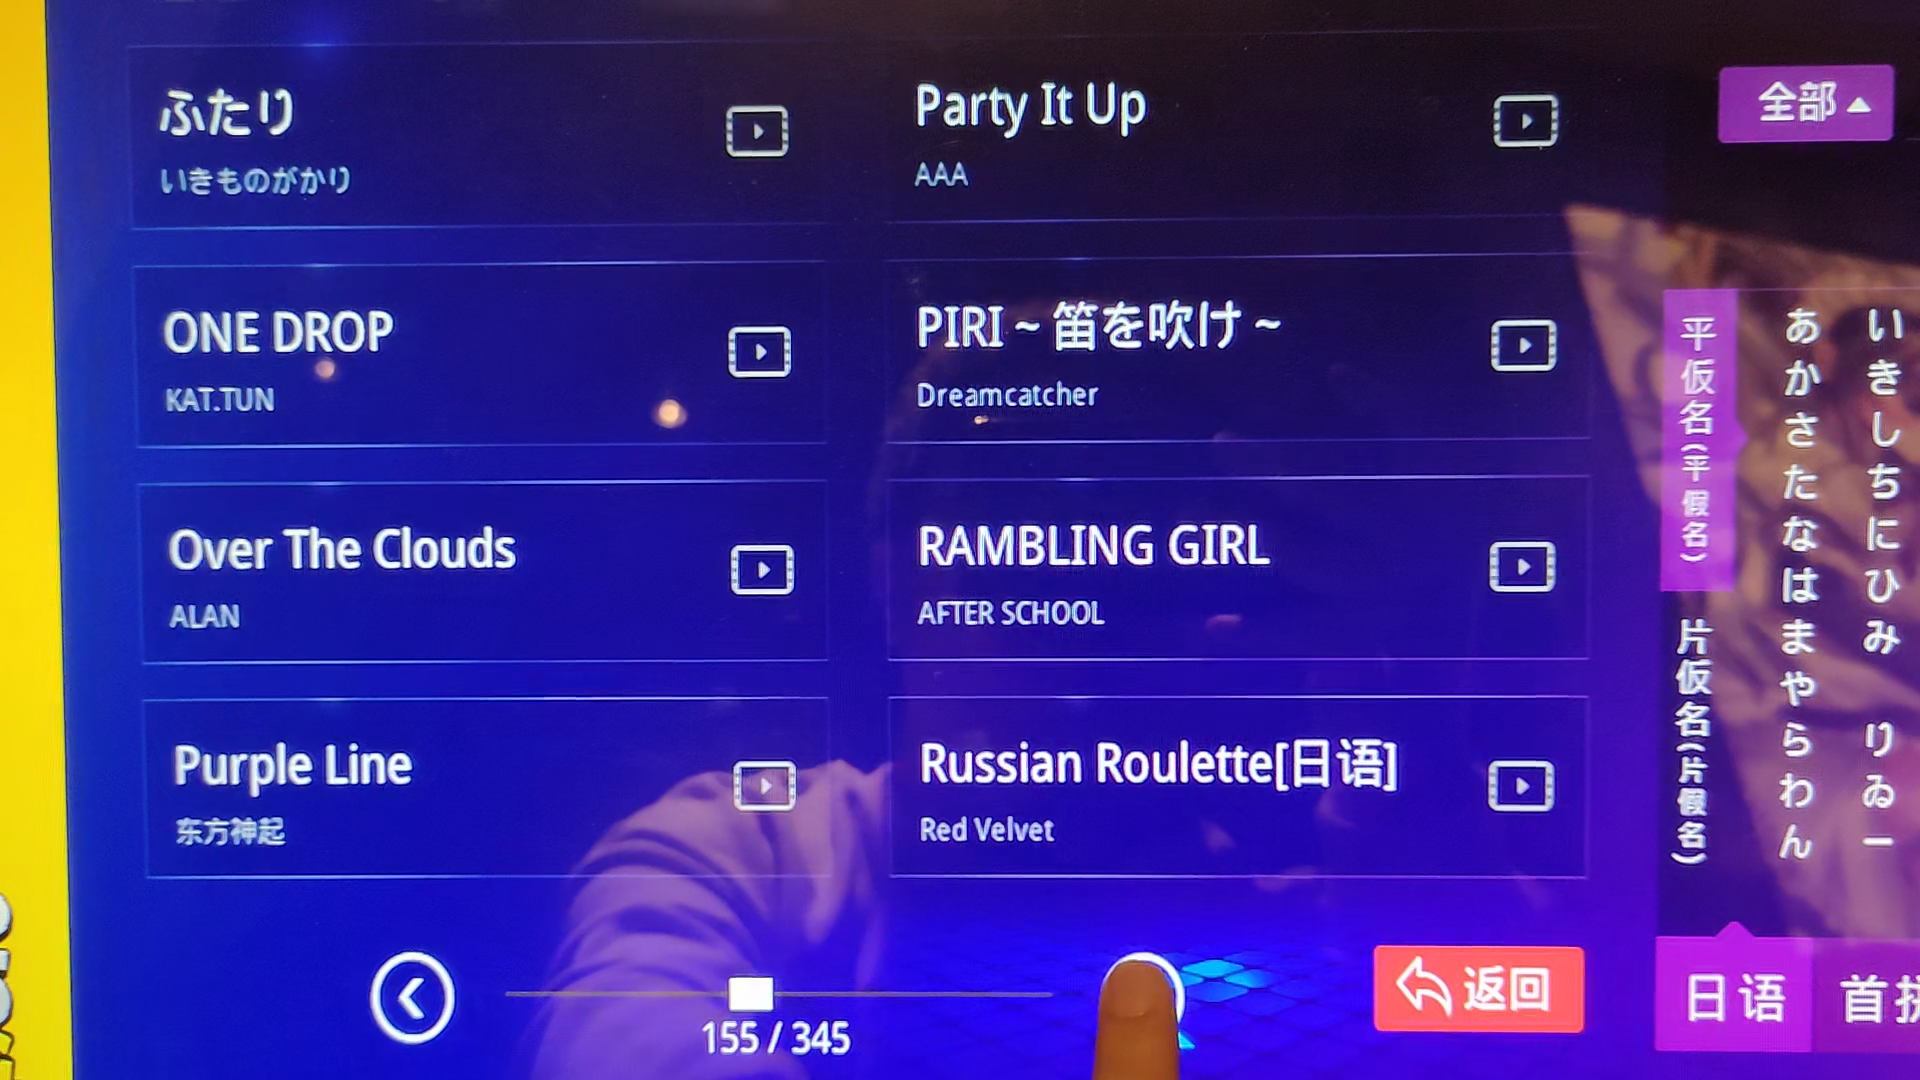 ふたり
いきものがかり
Party It Up
AAA
ONE DROP
KAT.TUN
PIRI ~ 笛を吹け ~
Dreamcatcher
Over The Clouds
ALAN
RAMBLING GIRL
AFTER SCHOOL
Purple Line
东方神起
Russian Roulette[日语]
Red Velvet
155 / 345
返回
全部
平仮名(平假名)
片仮名(片假名)
あ い
か き
さ し
た ち
な に
は ひ
ま み
や
ら り
わ ゐ
ん ー
日语
首拼